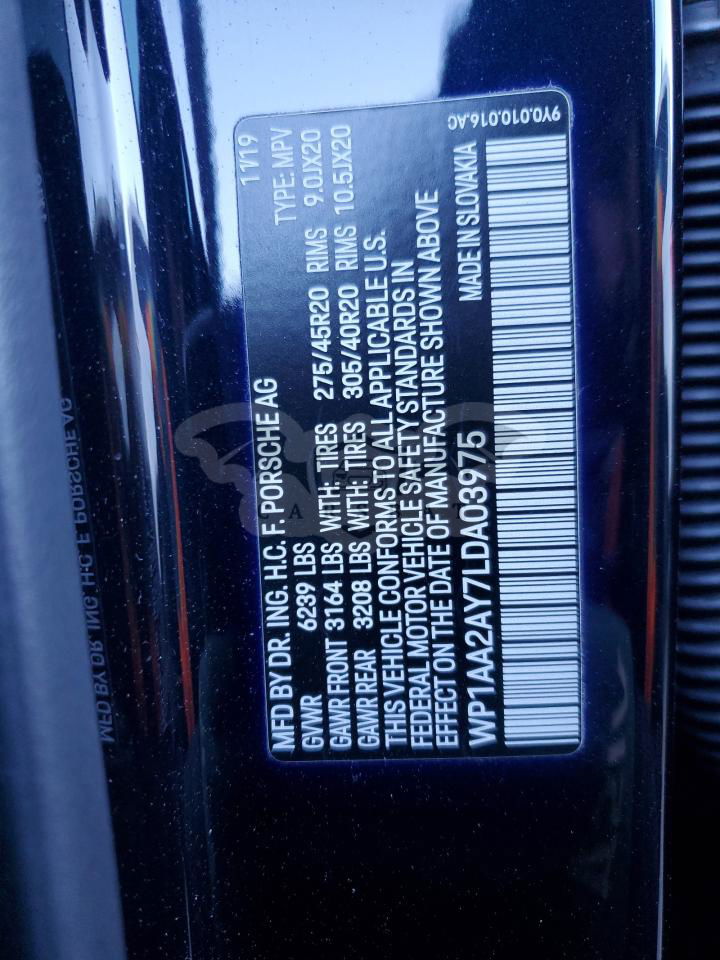 MFD BY DR. ING. H.C. F. PORSCHE AG 11/19
GVWR 6239 LBS TYPE: MPV
GAWR FRONT 3164 LBS WITH: TIRES 275/45R20 RIMS 9.0JX20
GAWR REAR 3208 LBS WITH: TIRES 305/40R20 RIMS 10.5JX20
THIS VEHICLE CONFORMS TO ALL APPLICABLE U.S.
FEDERAL MOTOR VEHICLE SAFETY STANDARDS IN
EFFECT ON THE DATE OF MANUFACTURE SHOWN ABOVE
WP1AA2AY7LDA03975 MADE IN SLOVAKIA
9Y0.010.016.AC
MFD BY DR. ING. H.C. F. PORSCHE AG